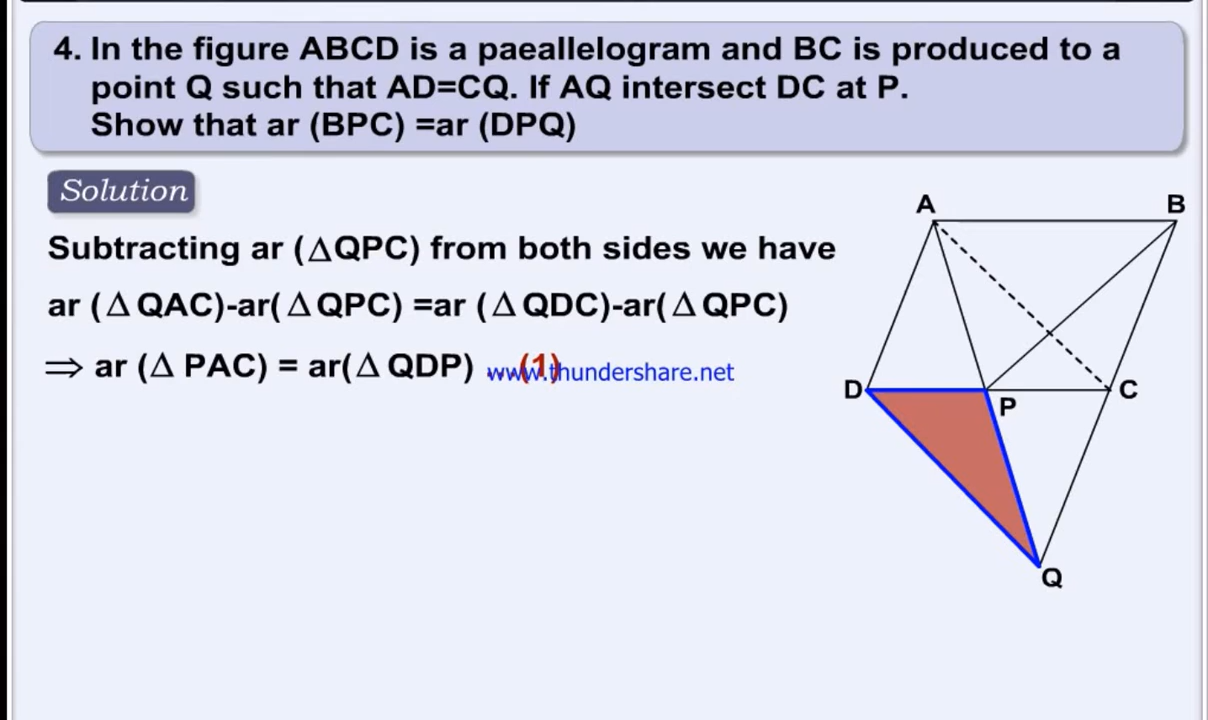 4. In the figure ABCD is a paeallelogram and BC is produced to a
point Q such that AD=CQ. If AQ intersect DC at P.
Show that ar (BPC) =ar (DPQ)
Solution
Subtracting ar (△QPC) from both sides we have
ar (△ QAC)-ar(△ QPC) =ar (△ QDC)-ar(△ QPC)
⇒ ar (△ PAC) = ar(△ QDP) ...(1)
www.thundershare.net
A
B
D
P
C
Q